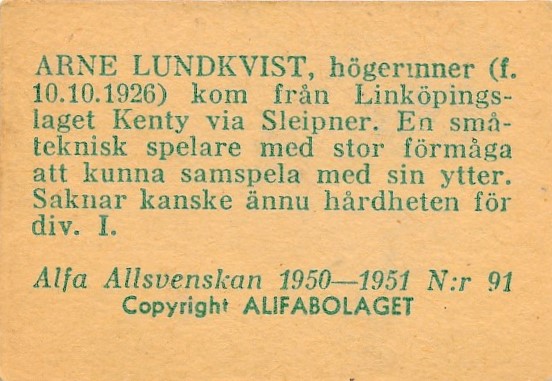 ARNE LUNDKVIST, högerinner (f.
10.10.1926) kom från Linköpings-
laget Kenty via Sleipner. En små-
teknisk spelare med stor förmåga
att kunna samspela med sin ytter.
Saknar kanske ännu hårdheten för
div. I.
Alfa Allsvenskan 1950—1951 N:r 91
Copyright ALIFABOLAGET